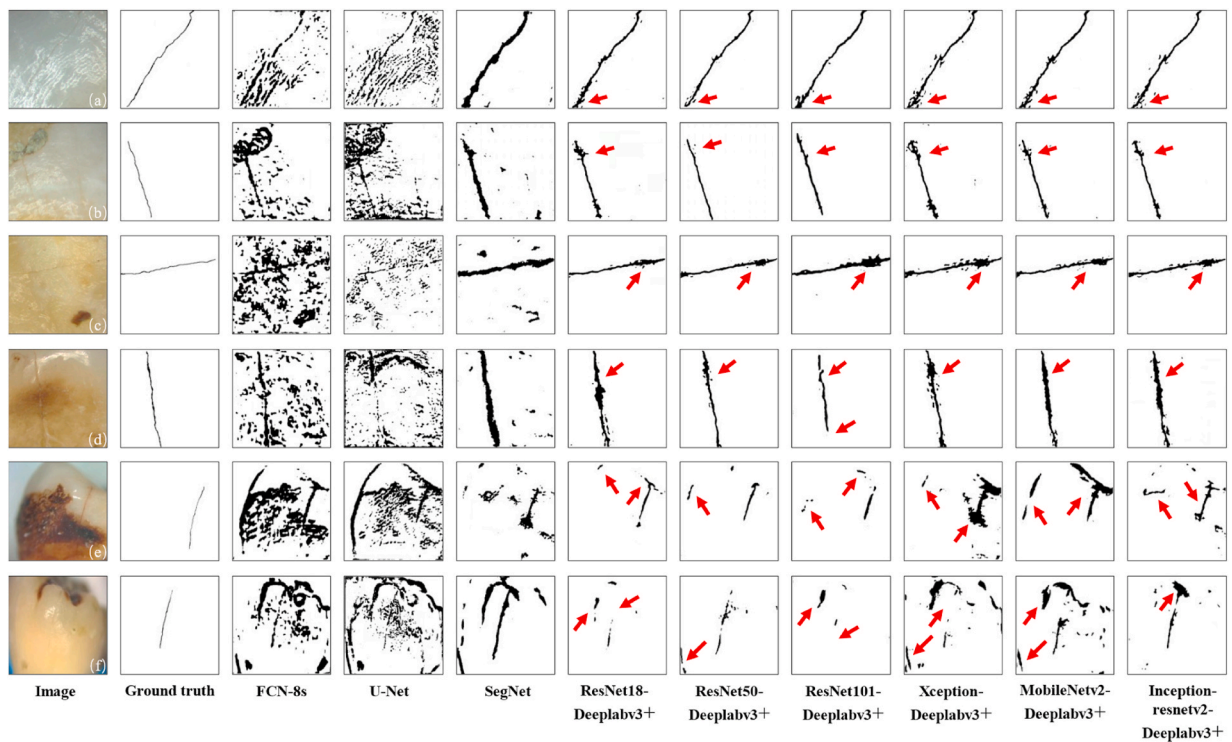 (a)
(b)
(c)
(d)
(e)
(f)
Image
Ground truth
FCN-8s
U-Net
SegNet
ResNet18-
Deeplabv3+
ResNet50-
Deeplabv3+
ResNet101-
Deeplabv3+
Xception-
Deeplabv3+
MobileNetv2-
Deeplabv3+
Inception-
resnetv2-
Deeplabv3+